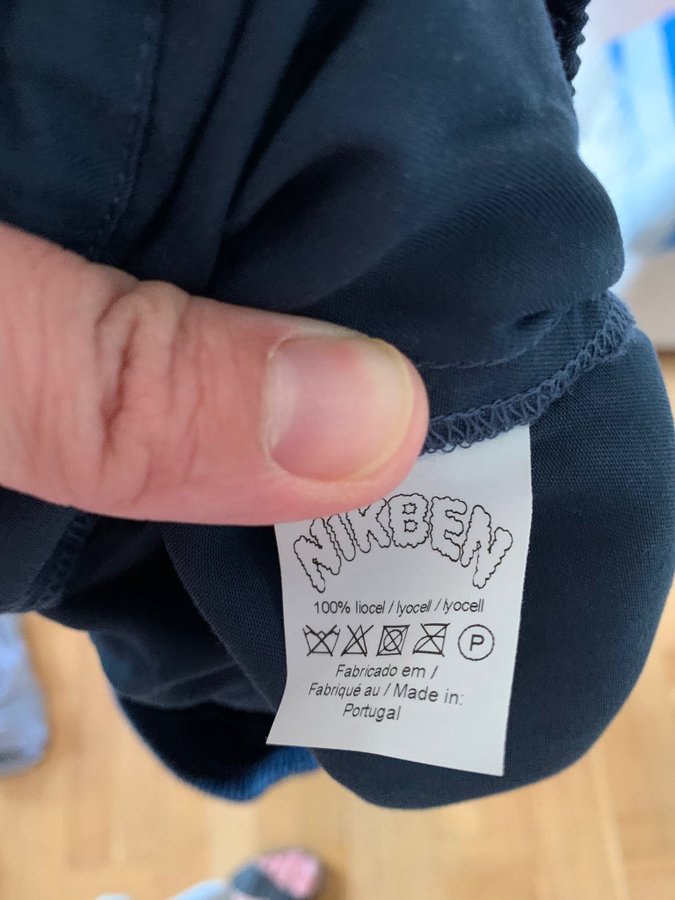 NIKBEN
100% liocel / lyocell / lyocell
P
Fabricado em /
Fabriqué au / Made in:
Portugal